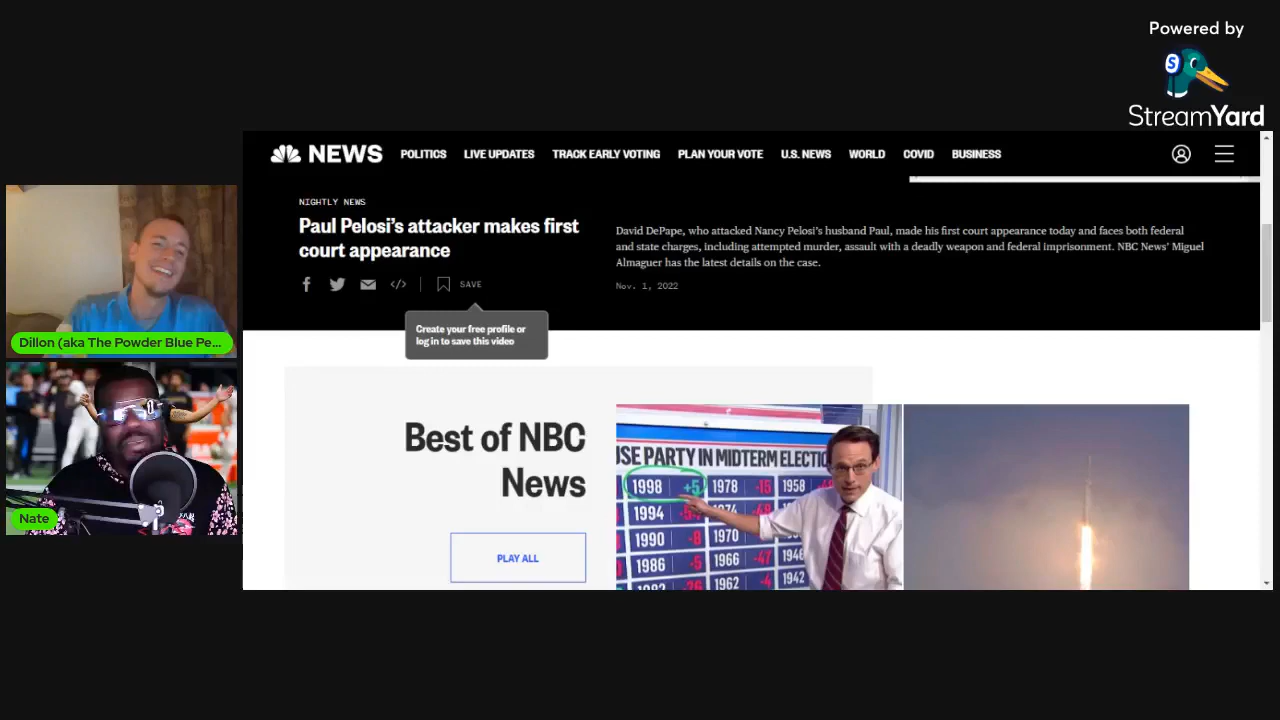 Powered by
StreamYard
NEWS POLITICS LIVE UPDATES TRACK EARLY VOTING PLAN YOUR VOTE U.S. NEWS WORLD COVID BUSINESS
NIGHTLY NEWS
Paul Pelosi's attacker makes first
court appearance
SAVE
David DePape, who attacked Nancy Pelosi's husband Paul, made his first court appearance today and faces both federal
and state charges, including attempted murder, assault with a deadly weapon and federal imprisonment. NBC News' Miguel
Almaguer has the latest details on the case.
Nov. 1, 2022
Create your free profile or
log in to save this video
Dillon (aka The Powder Blue Pe...
Nate
Best of NBC
News
PLAY ALL
USE PARTY IN MIDTERM ELECTIO
1998 +5 1978 -15 1958
1994
1990 -8 1970
1986 -5 1966 -47
1962 -4 1942